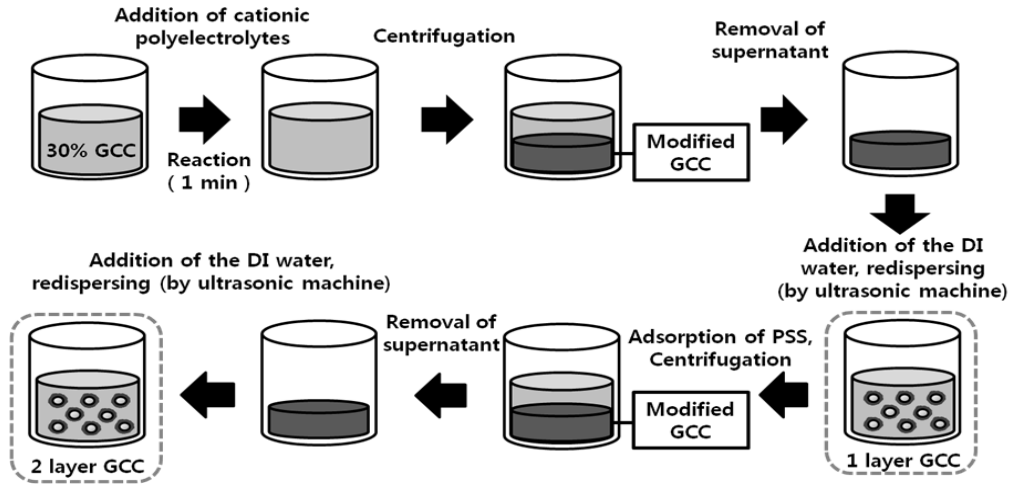 Addition of cationic
polyelectrolytes
Centrifugation
Removal of
supernatant
30% GCC
Reaction
( 1 min )
Modified
GCC
Addition of the DI
water, redispersing
(by ultrasonic machine)
1 layer GCC
Adsorption of PSS,
Centrifugation
Modified
GCC
Removal of
supernatant
Addition of the DI water,
redispersing (by ultrasonic machine)
2 layer GCC